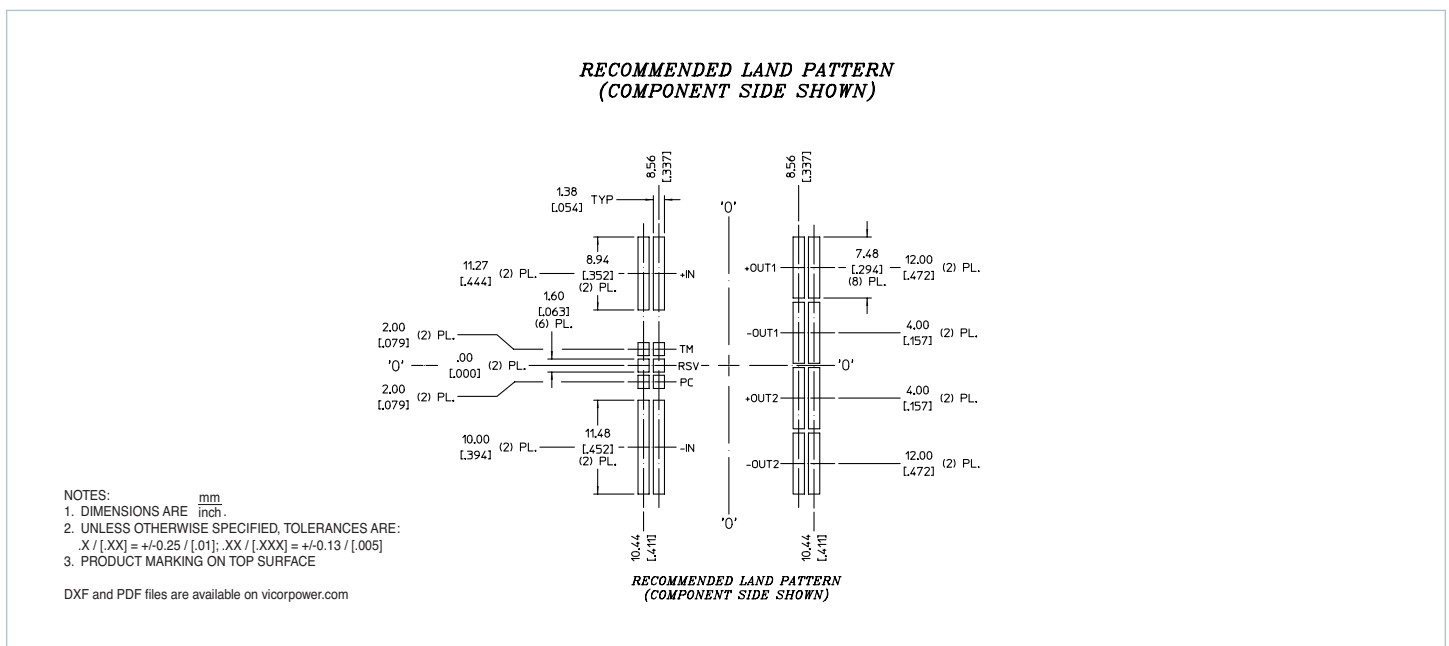 RECOMMENDED LAND PATTERN
(COMPONENT SIDE SHOWN)
8.56
[.337]
8.56
[.337]
1.38
[.054]
TYP
'0'
11.27
[.444]
(2) PL.
8.94
[.352]
(2) PL.
+IN
+OUT1
7.48
[.294]
(8) PL.
12.00
[.472]
(2) PL.
1.60
[.063]
(6) PL.
2.00
[.079]
(2) PL.
TM
-OUT1
4.00
[.157]
(2) PL.
'0'
.00
[.000]
(2) PL.
RSV
'0'
2.00
[.079]
(2) PL.
PC
+OUT2
4.00
[.157]
(2) PL.
10.00
[.394]
(2) PL.
11.48
[.452]
(2) PL.
-IN
-OUT2
12.00
[.472]
(2) PL.
'0'
10.44
[.411]
10.44
[.411]
RECOMMENDED LAND PATTERN
(COMPONENT SIDE SHOWN)
NOTES:
1. DIMENSIONS ARE mm
inch.
2. UNLESS OTHERWISE SPECIFIED, TOLERANCES ARE:
.X / [.XX] = +/-0.25 / [.01]; .XX / [.XXX] = +/-0.13 / [.005]
3. PRODUCT MARKING ON TOP SURFACE
DXF and PDF files are available on vicorpower.com